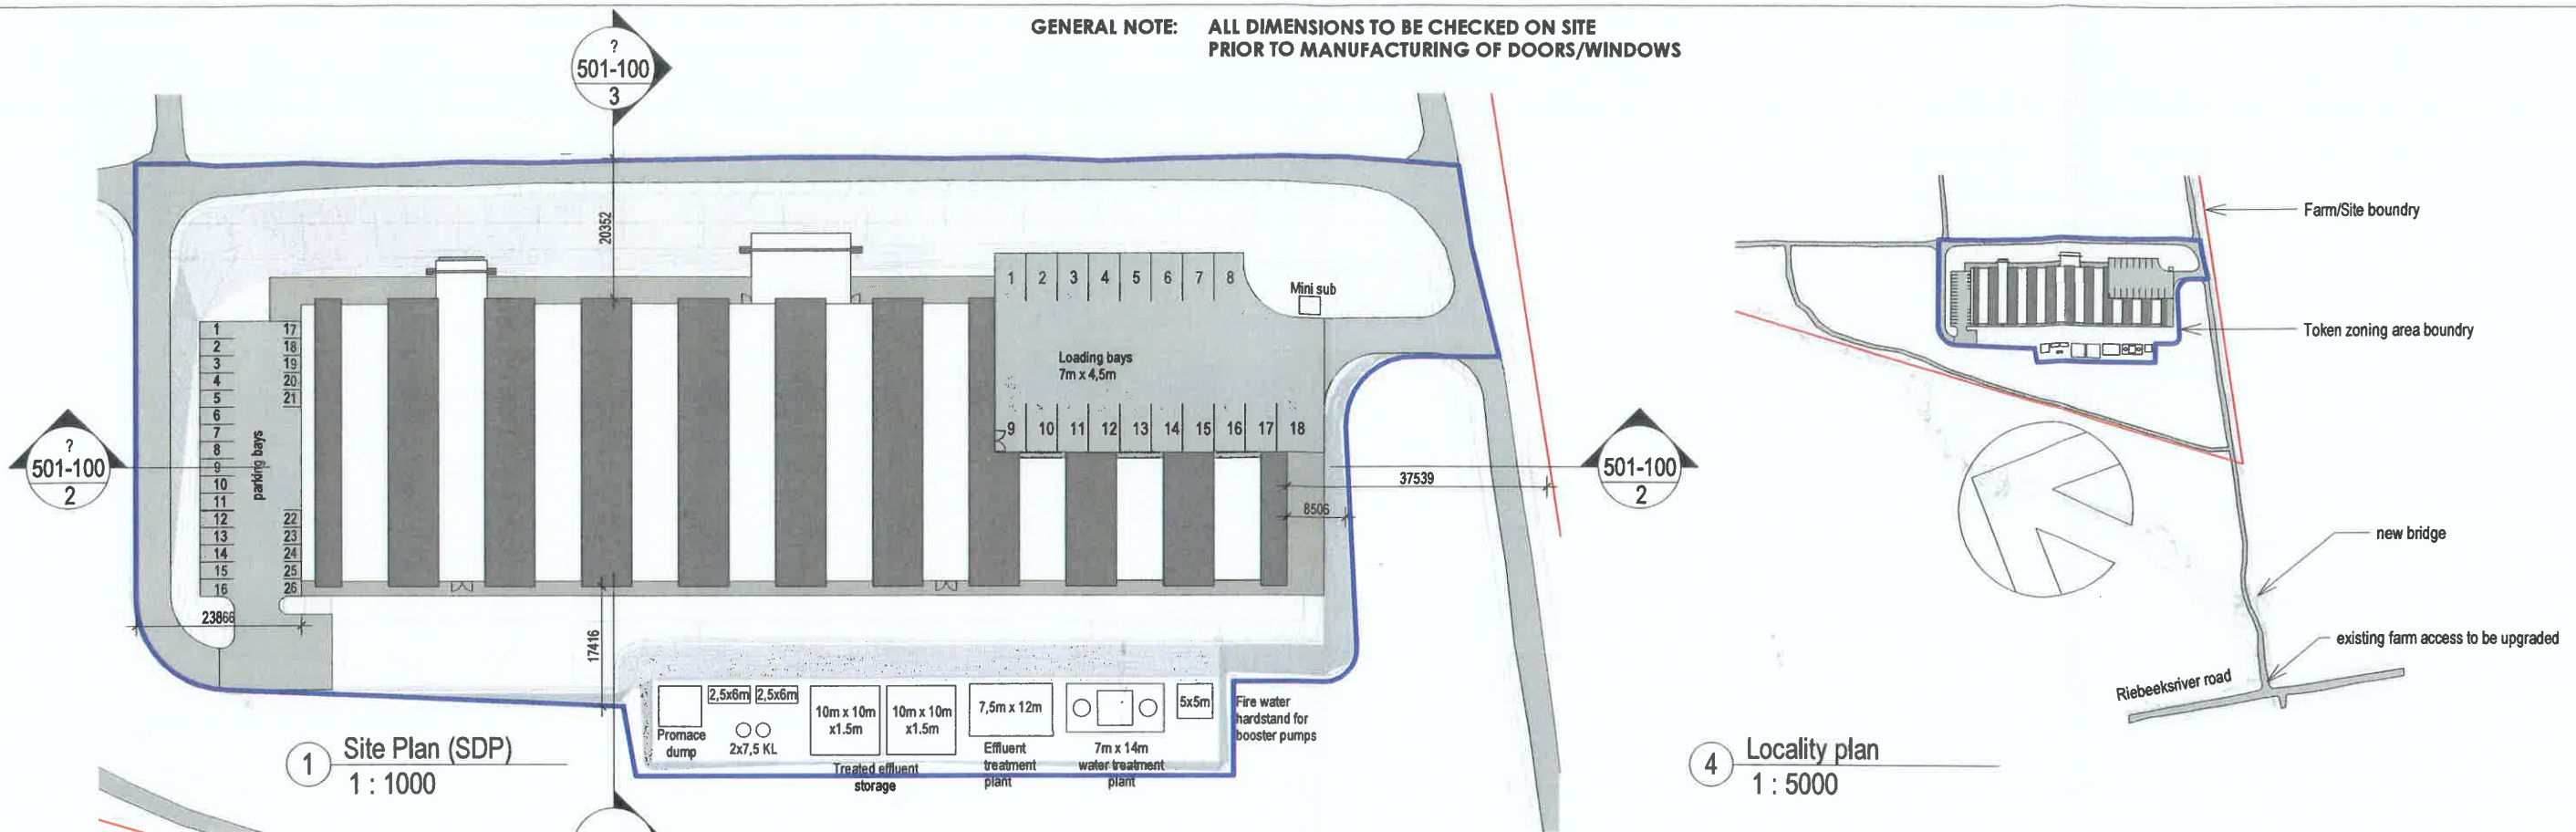 GENERAL NOTE: ALL DIMENSIONS TO BE CHECKED ON SITE
PRIOR TO MANUFACTURING OF DOORS/WINDOWS
?
501-100
3
20352
1
2
3
4
5
6
7
8
Mini sub
Loading bays
7m x 4,5m
9
10
11
12
13
14
15
16
17
18
1
2
3
4
5
6
7
8
9
10
11
12
13
14
15
16
parking bays
17
18
19
20
21
22
23
24
25
26
?
501-100
2
501-100
2
37539
8506
23866
17416
Promace
dump
2,5x6m
2,5x6m
2x7,5 KL
10m x 10m
x1.5m
10m x 10m
x1.5m
Treated effluent
storage
7,5m x 12m
Effluent
treatment
plant
7m x 14m
water treatment
plant
5x5m
Fire water
hardstand for
booster pumps
1
Site Plan (SDP)
1 : 1000
Farm/Site boundry
Token zoning area boundry
new bridge
existing farm access to be upgraded
Riebeeksriver road
4
Locality plan
1 : 5000